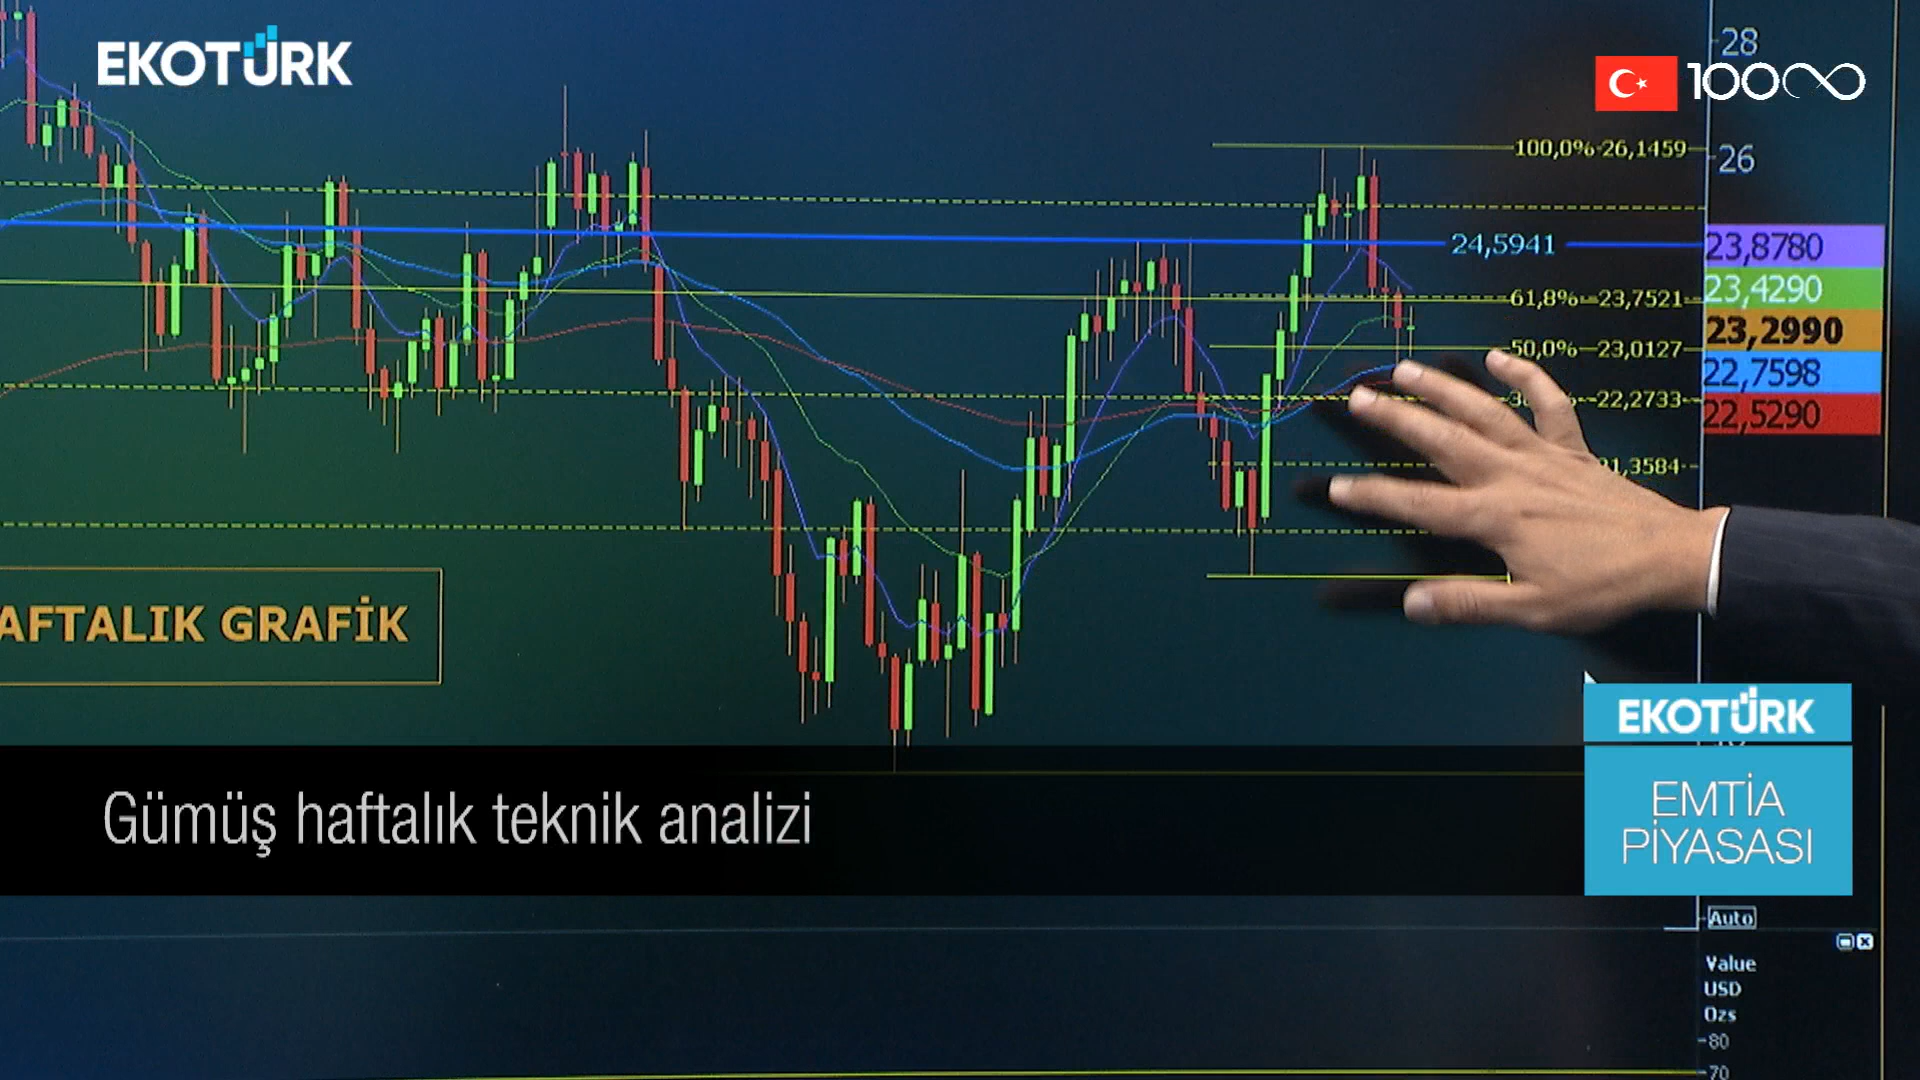 EKOTÜRK
100
28
100,0% 26,1459
26
24,5941
23,8780
61,8% 23,7521
23,4290
23,2990
50,0% 23,0127
22,7598
22,2733
22,5290
AFTALIK GRAFİK
EKOTÜRK
Gümüş haftalık teknik analizi
EMTİA
PİYASASI
Auto
Value
USD
Ozs
80
70